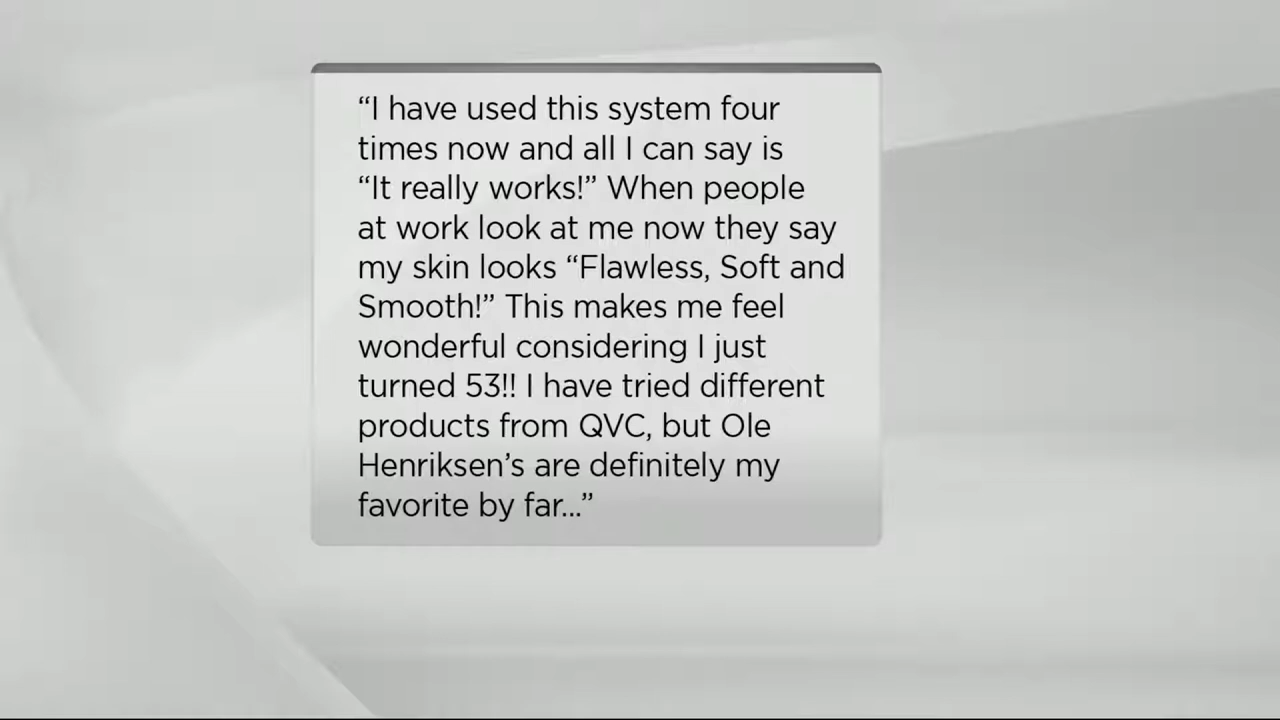 “I have used this system four
times now and all I can say is
“It really works!” When people
at work look at me now they say
my skin looks “Flawless, Soft and
Smooth!” This makes me feel
wonderful considering I just
turned 53!! I have tried different
products from QVC, but Ole
Henriksen’s are definitely my
favorite by far...”